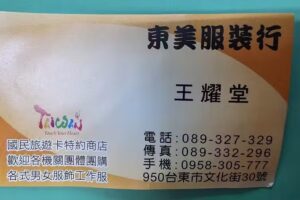 東美服裝行
王耀堂
TAIWAN
Touch Your Heart
國民旅遊卡特約商店
歡迎各機關團體團購
各式男女服飾工作服
電話:089-327-329
傳真:089-332-296
手機:0958-305-777
950台東市文化街30號